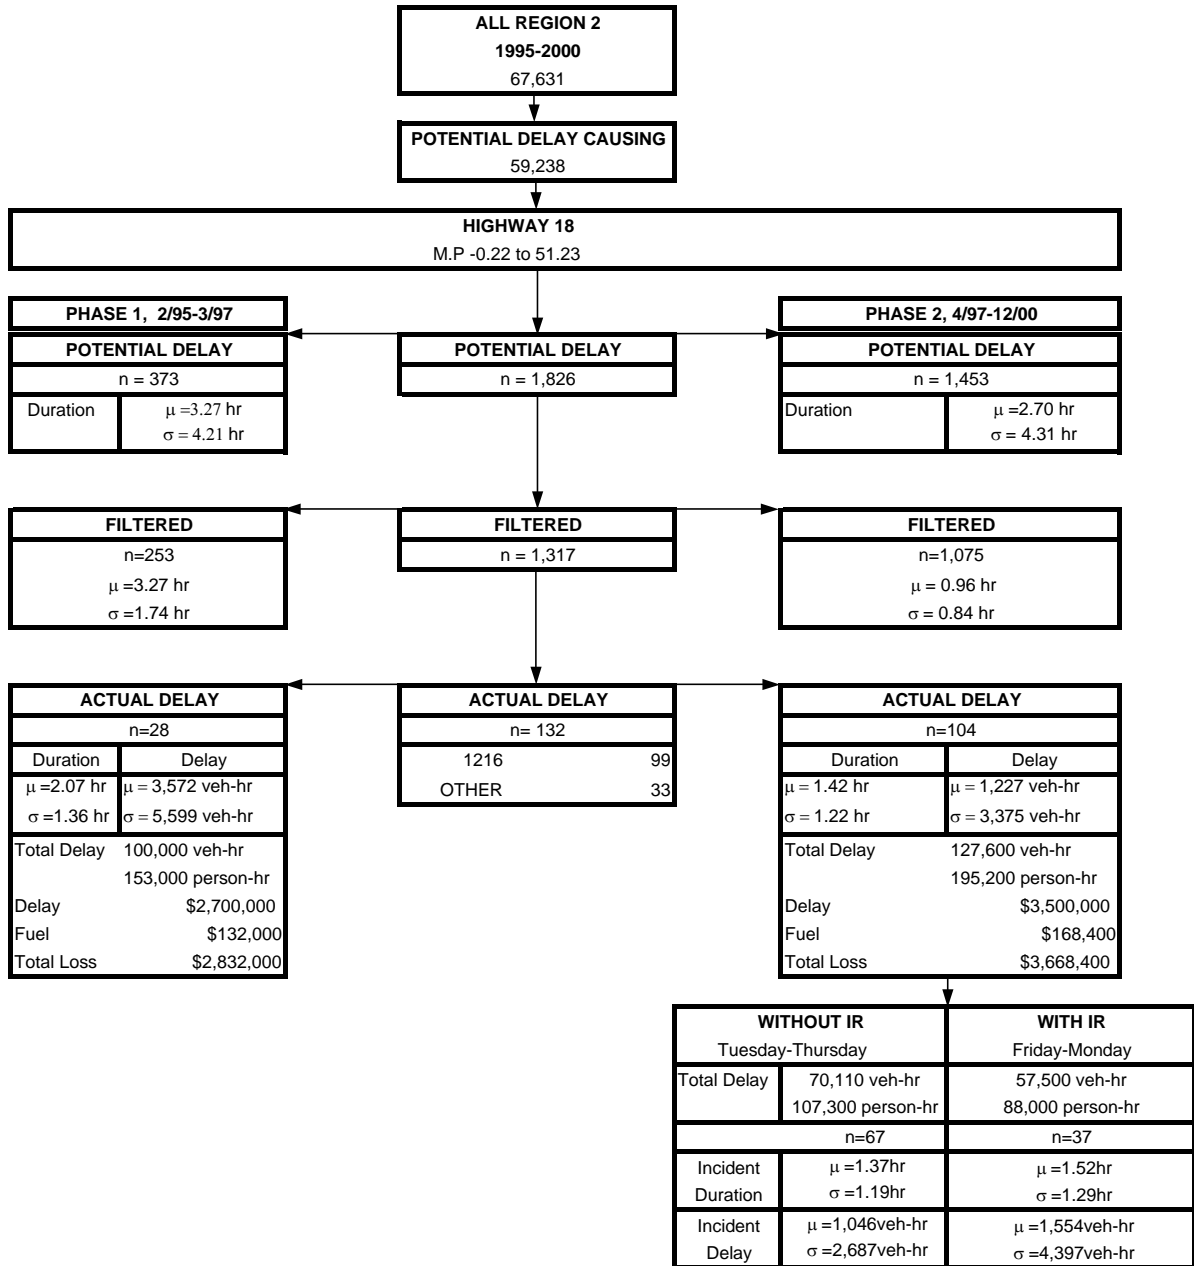 ALL REGION 2
1995-2000
67,631
POTENTIAL DELAY CAUSING
59,238
HIGHWAY 18
M.P -0.22 to 51.23
PHASE 1, 2/95-3/97
POTENTIAL DELAY
n = 373
Duration
μ =3.27 hr
σ = 4.21 hr
POTENTIAL DELAY
n = 1,826
PHASE 2, 4/97-12/00
POTENTIAL DELAY
n = 1,453
Duration
μ =2.70 hr
σ = 4.31 hr
FILTERED
n=253
μ =3.27 hr
σ =1.74 hr
FILTERED
n = 1,317
FILTERED
n=1,075
μ = 0.96 hr
σ = 0.84 hr
ACTUAL DELAY
n=28
Duration Delay
μ =2.07 hr μ = 3,572 veh-hr
σ =1.36 hr σ = 5,599 veh-hr
Total Delay 100,000 veh-hr
153,000 person-hr
Delay $2,700,000
Fuel $132,000
Total Loss $2,832,000
ACTUAL DELAY
n= 132
1216 99
OTHER 33
ACTUAL DELAY
n=104
Duration Delay
μ = 1.42 hr μ = 1,227 veh-hr
σ = 1.22 hr σ = 3,375 veh-hr
Total Delay 127,600 veh-hr
195,200 person-hr
Delay $3,500,000
Fuel $168,400
Total Loss $3,668,400
WITHOUT IR WITH IR
Tuesday-Thursday Friday-Monday
Total Delay 70,110 veh-hr 57,500 veh-hr
107,300 person-hr 88,000 person-hr
n=67 n=37
Incident μ =1.37hr μ =1.52hr
Duration σ =1.19hr σ =1.29hr
Incident μ =1,046veh-hr μ =1,554veh-hr
Delay σ =2,687veh-hr σ =4,397veh-hr